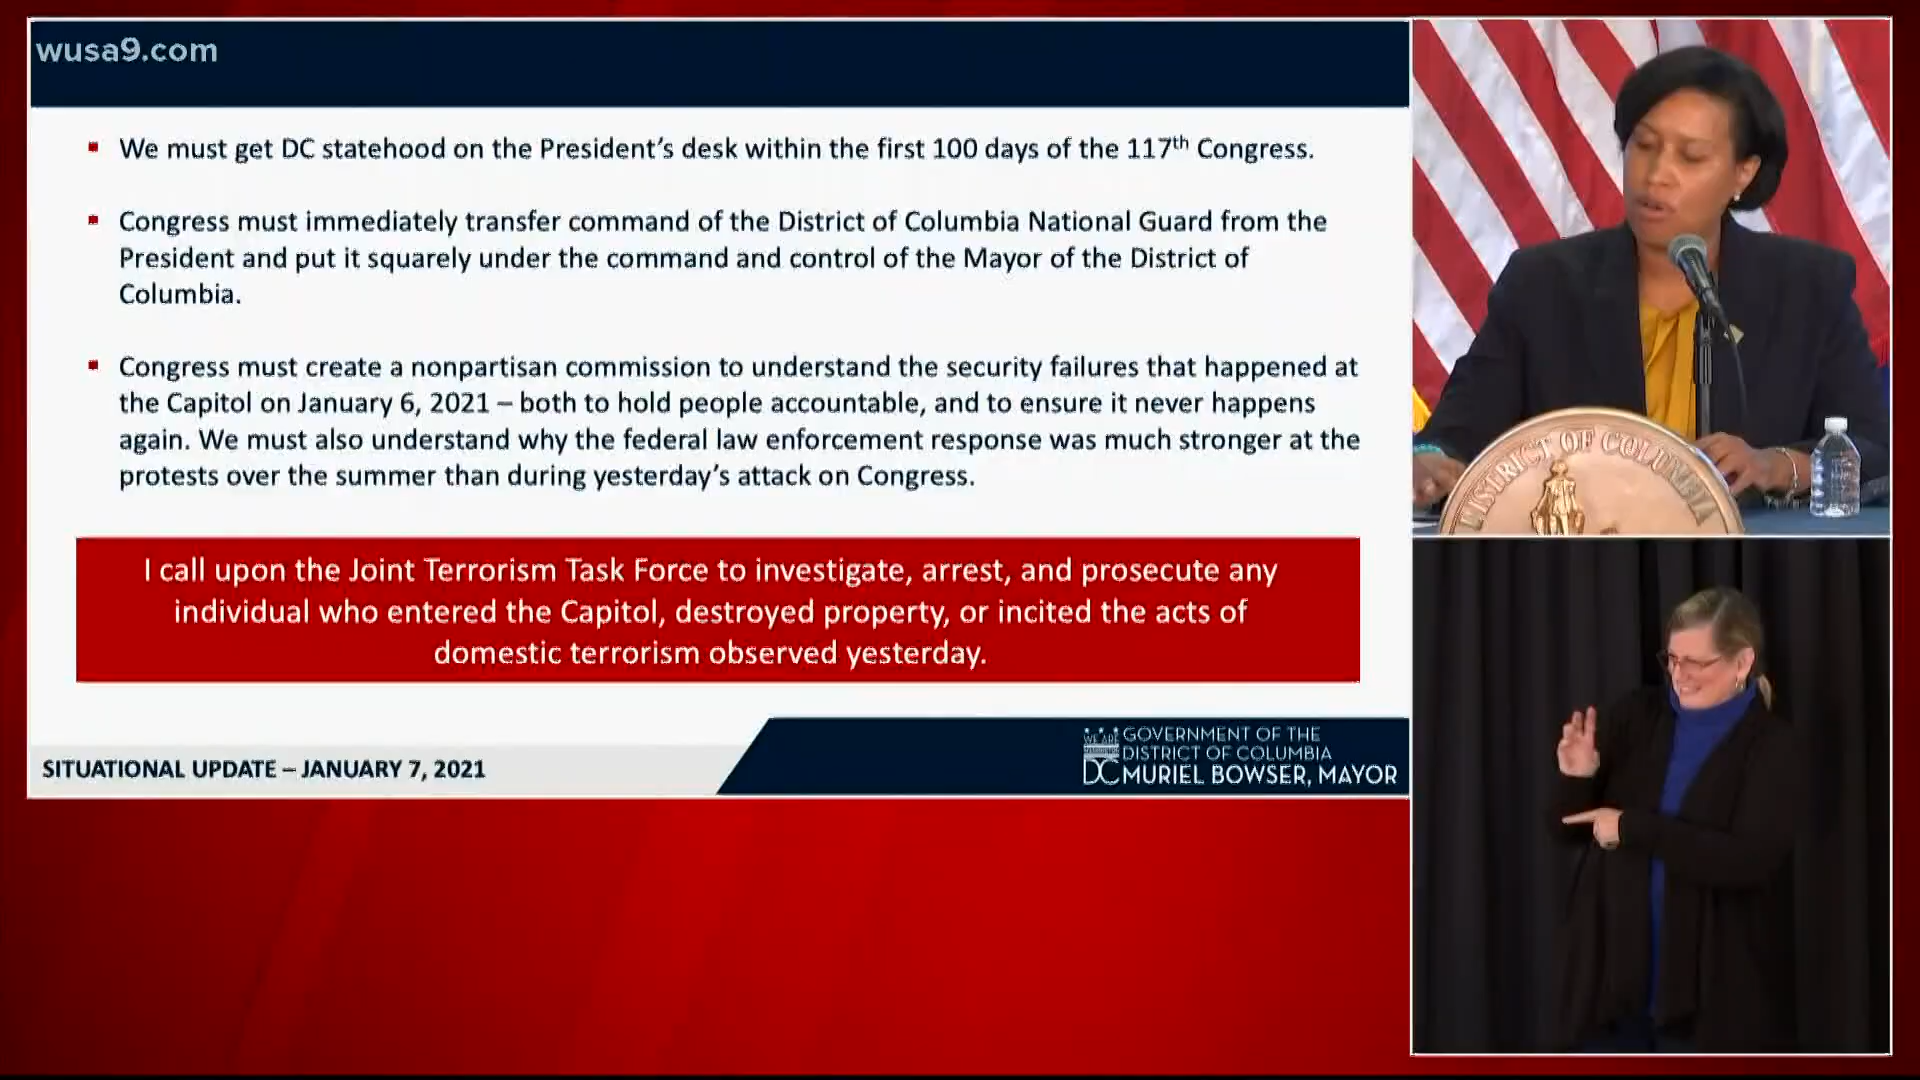 wusa9.com
▪ We must get DC statehood on the President's desk within the first 100 days of the 117th Congress.
▪ Congress must immediately transfer command of the District of Columbia National Guard from the
President and put it squarely under the command and control of the Mayor of the District of
Columbia.
▪ Congress must create a nonpartisan commission to understand the security failures that happened at
the Capitol on January 6, 2021 – both to hold people accountable, and to ensure it never happens
again. We must also understand why the federal law enforcement response was much stronger at the
protests over the summer than during yesterday's attack on Congress.
I call upon the Joint Terrorism Task Force to investigate, arrest, and prosecute any
individual who entered the Capitol, destroyed property, or incited the acts of
domestic terrorism observed yesterday.
SITUATIONAL UPDATE – JANUARY 7, 2021
WE ARE
DC
GOVERNMENT OF THE
DISTRICT OF COLUMBIA
MURIEL BOWSER, MAYOR
DISTRICT OF COLUMBIA